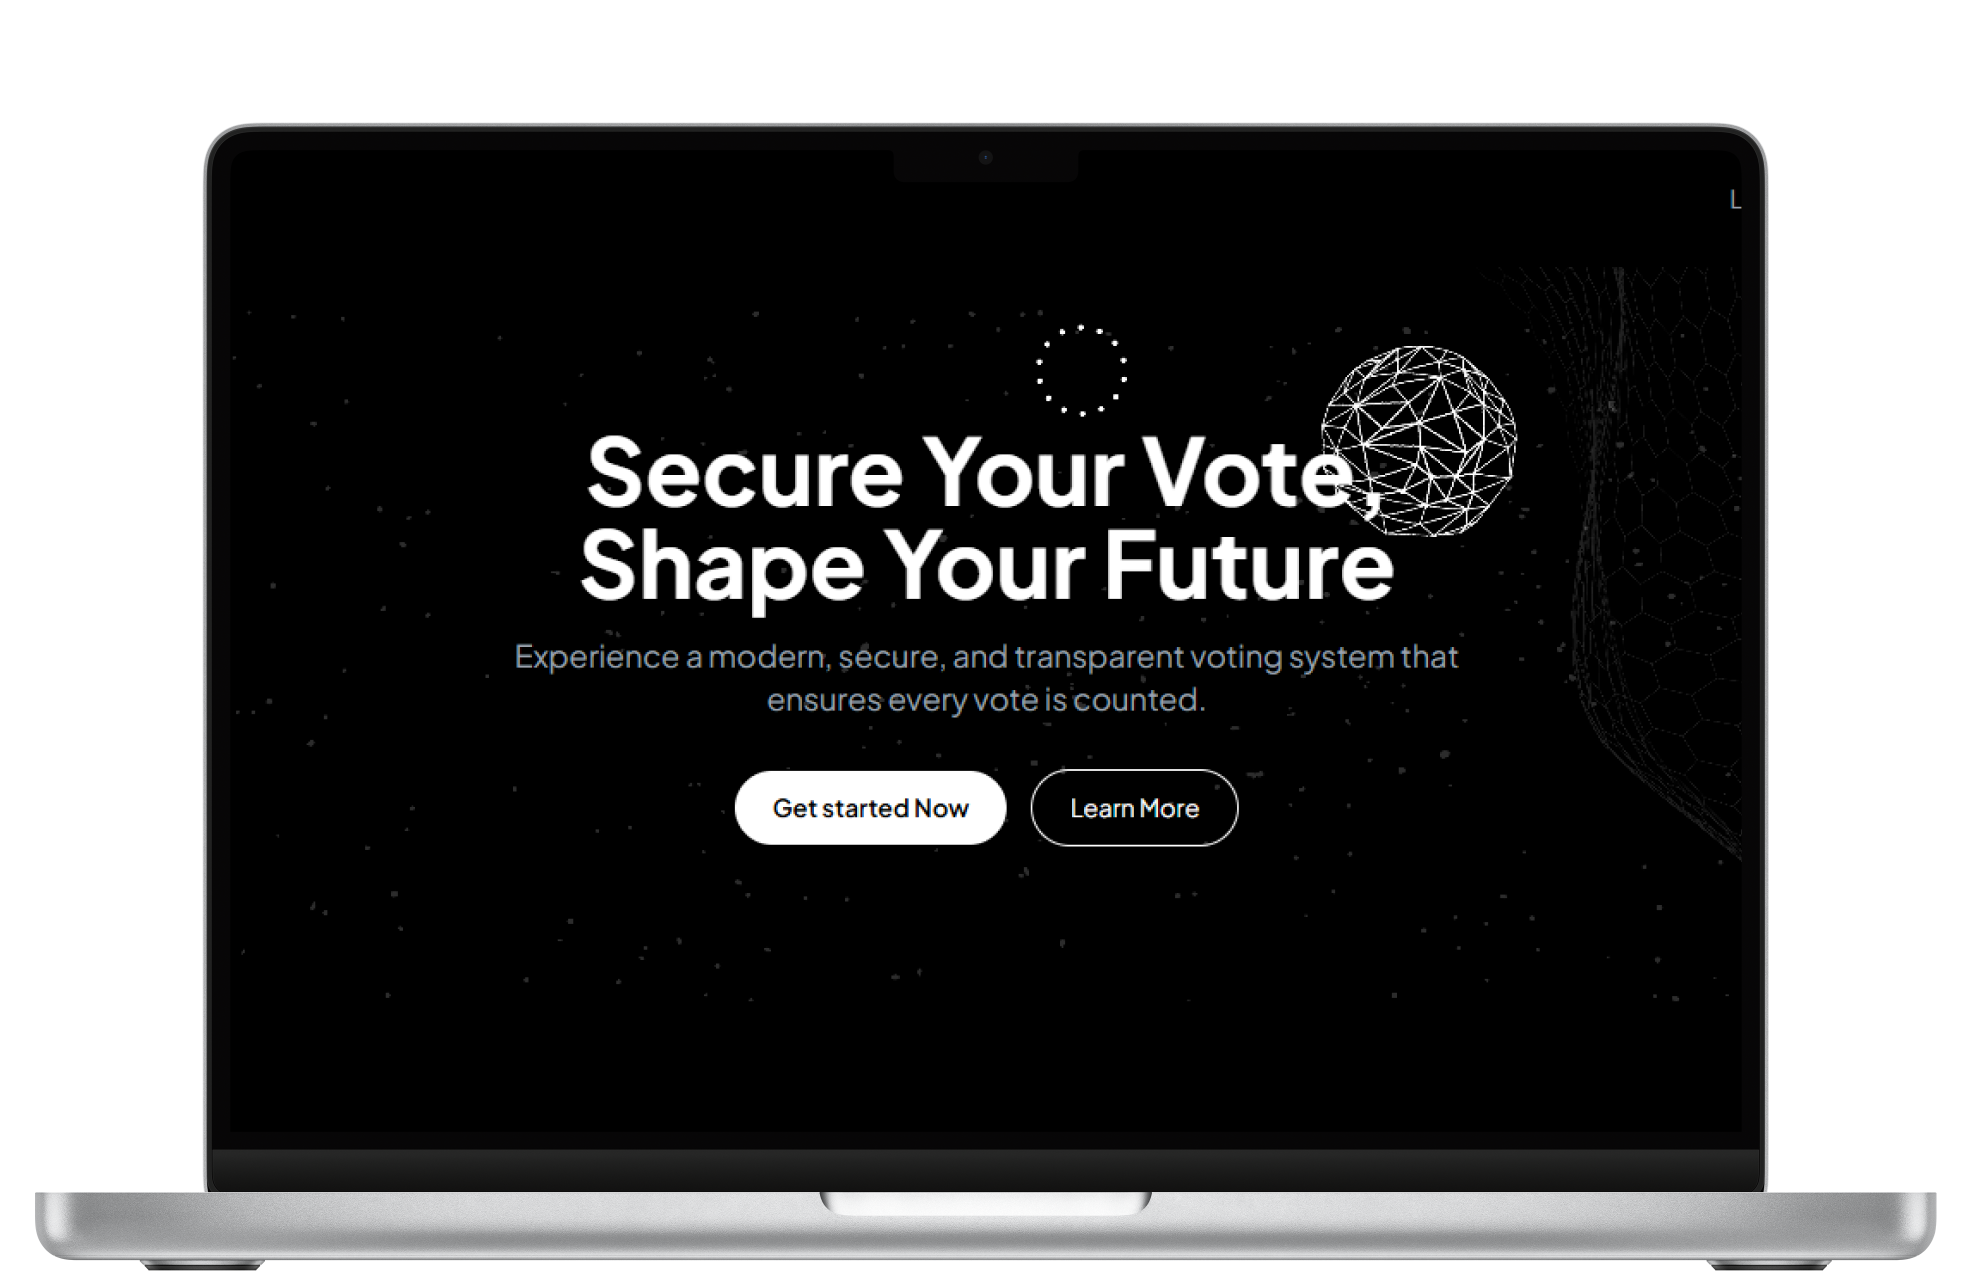 L
Secure Your Vote,
Shape Your Future
Experience a modern, secure, and transparent voting system that
ensures every vote is counted.
Get started Now
Learn More